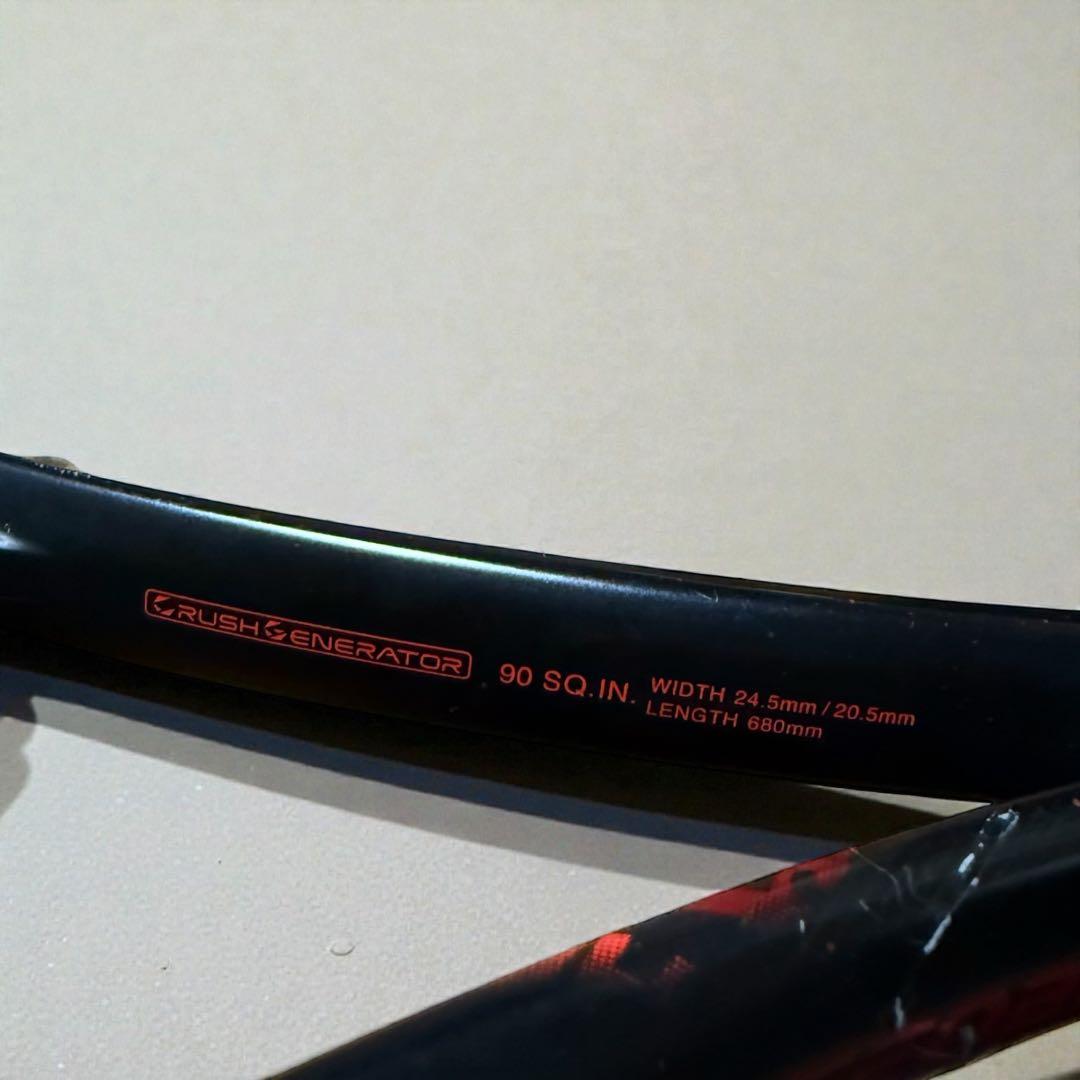 CRUSH GENERATOR
90 SQ.IN.
WIDTH 24.5mm / 20.5mm
LENGTH 680mm